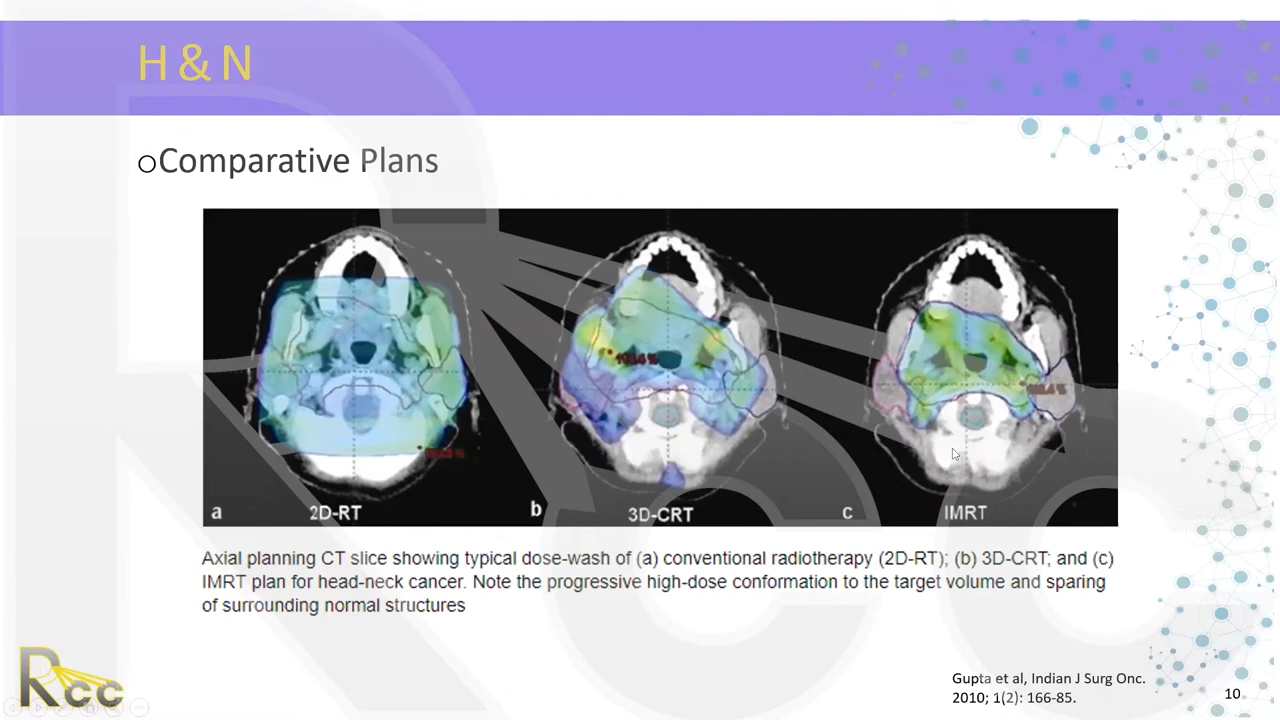 H & N
Comparative Plans
a
2D-RT
b
3D-CRT
c
IMRT
Axial planning CT slice showing typical dose-wash of (a) conventional radiotherapy (2D-RT); (b) 3D-CRT; and (c)
IMRT plan for head-neck cancer. Note the progressive high-dose conformation to the target volume and sparing
of surrounding normal structures
Gupta et al, Indian J Surg Onc.
2010; 1(2): 166-85.
10
Rcc